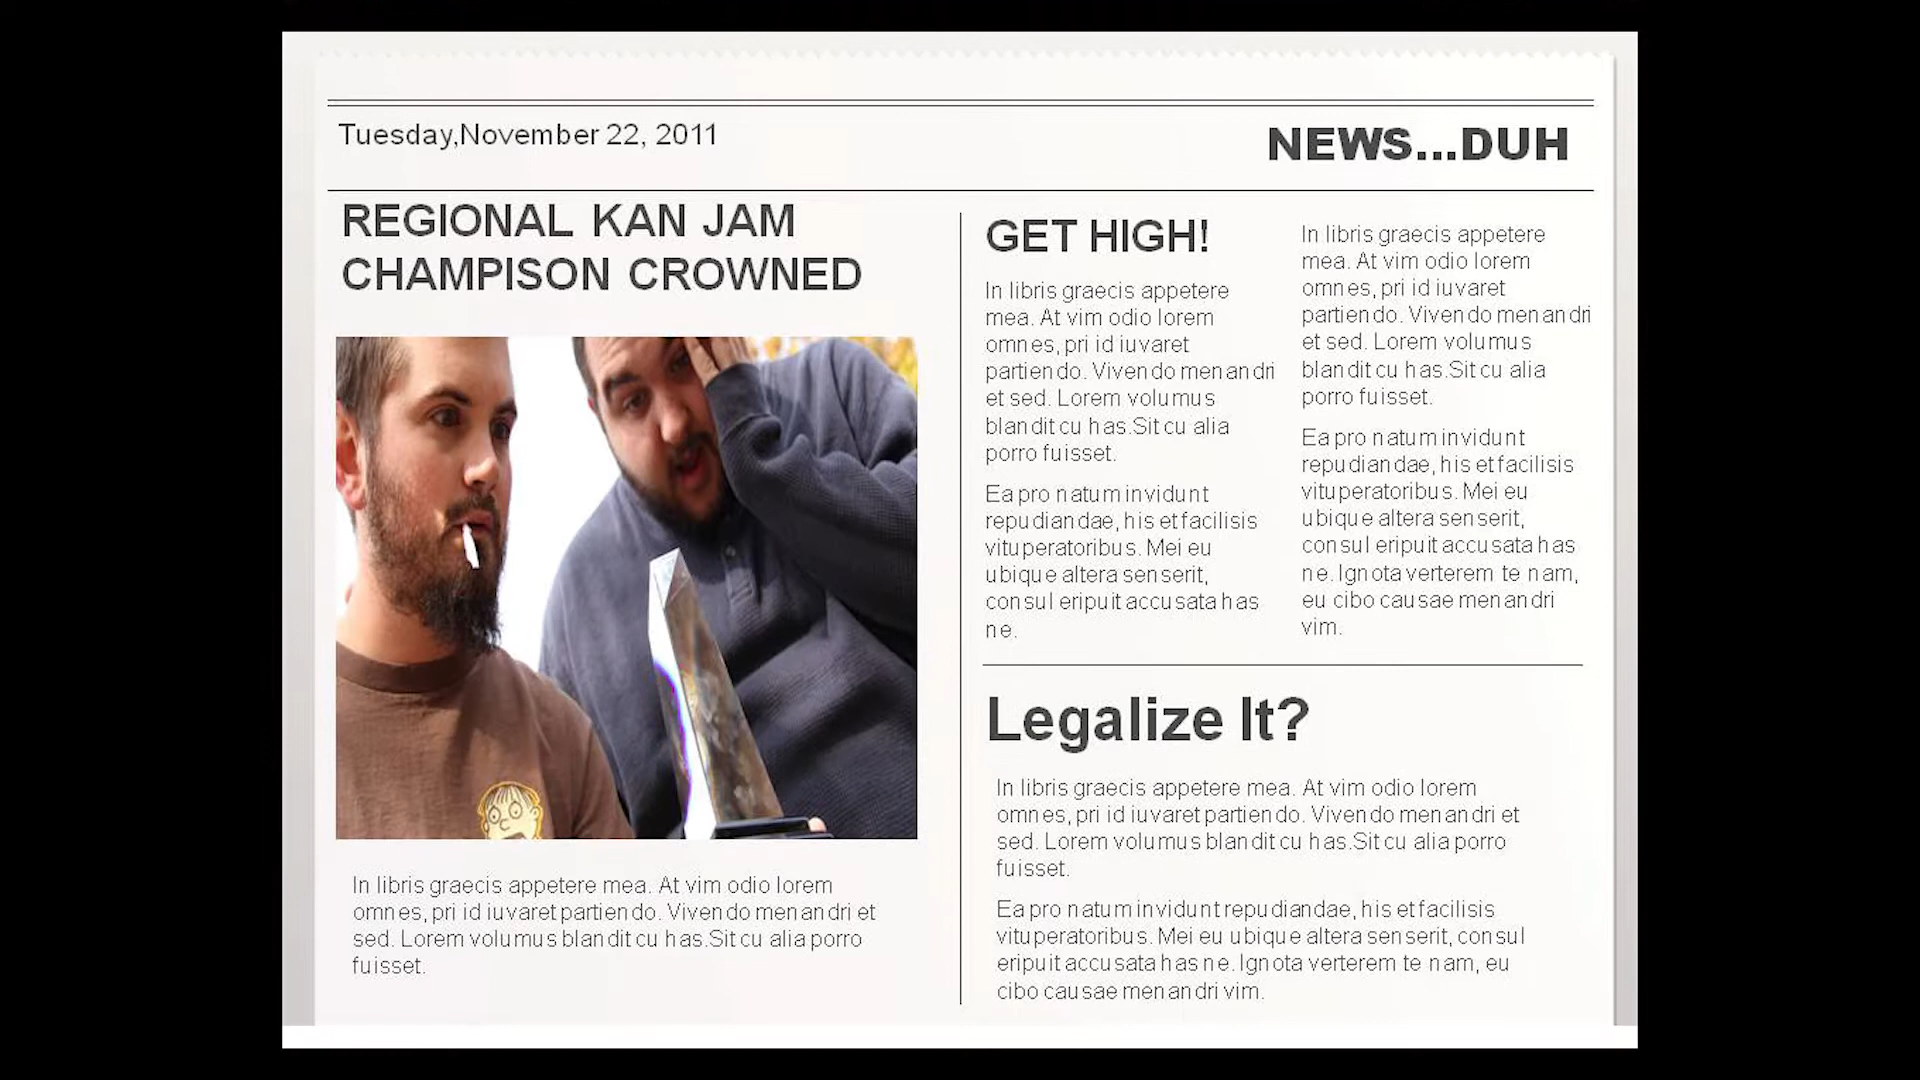 Tuesday,November 22, 2011
NEWS...DUH
REGIONAL KAN JAM
CHAMPISON CROWNED
In libris graecis appetere mea. At vim odio lorem
omnes, pri id iuvaret partiendo. Vivendo menandri et
sed. Lorem volumus blandit cu has.Sit cu alia porro
fuisset.
GET HIGH!
In libris graecis appetere
mea. At vim odio lorem
omnes, pri id iuvaret
partiendo. Vivendo menandri
et sed. Lorem volumus
blandit cu has.Sit cu alia
porro fuisset.
Ea pro natum invidunt
repudiandae, his et facilisis
vituperatoribus. Mei eu
ubique altera senserit,
consul eripuit accusata has
ne.
In libris graecis appetere
mea. At vim odio lorem
omnes, pri id iuvaret
partiendo. Vivendo menandri
et sed. Lorem volumus
blandit cu has.Sit cu alia
porro fuisset.
Ea pro natum invidunt
repudiandae, his et facilisis
vituperatoribus. Mei eu
ubique altera senserit,
consul eripuit accusata has
ne. Ignota verterem te nam,
eu cibo causae menandri
vim.
Legalize It?
In libris graecis appetere mea. At vim odio lorem
omnes, pri id iuvaret partiendo. Vivendo menandri et
sed. Lorem volumus blandit cu has.Sit cu alia porro
fuisset.
Ea pro natum invidunt repudiandae, his et facilisis
vituperatoribus. Mei eu ubique altera senserit, consul
eripuit accusata has ne. Ignota verterem te nam, eu
cibo causae menandri vim.